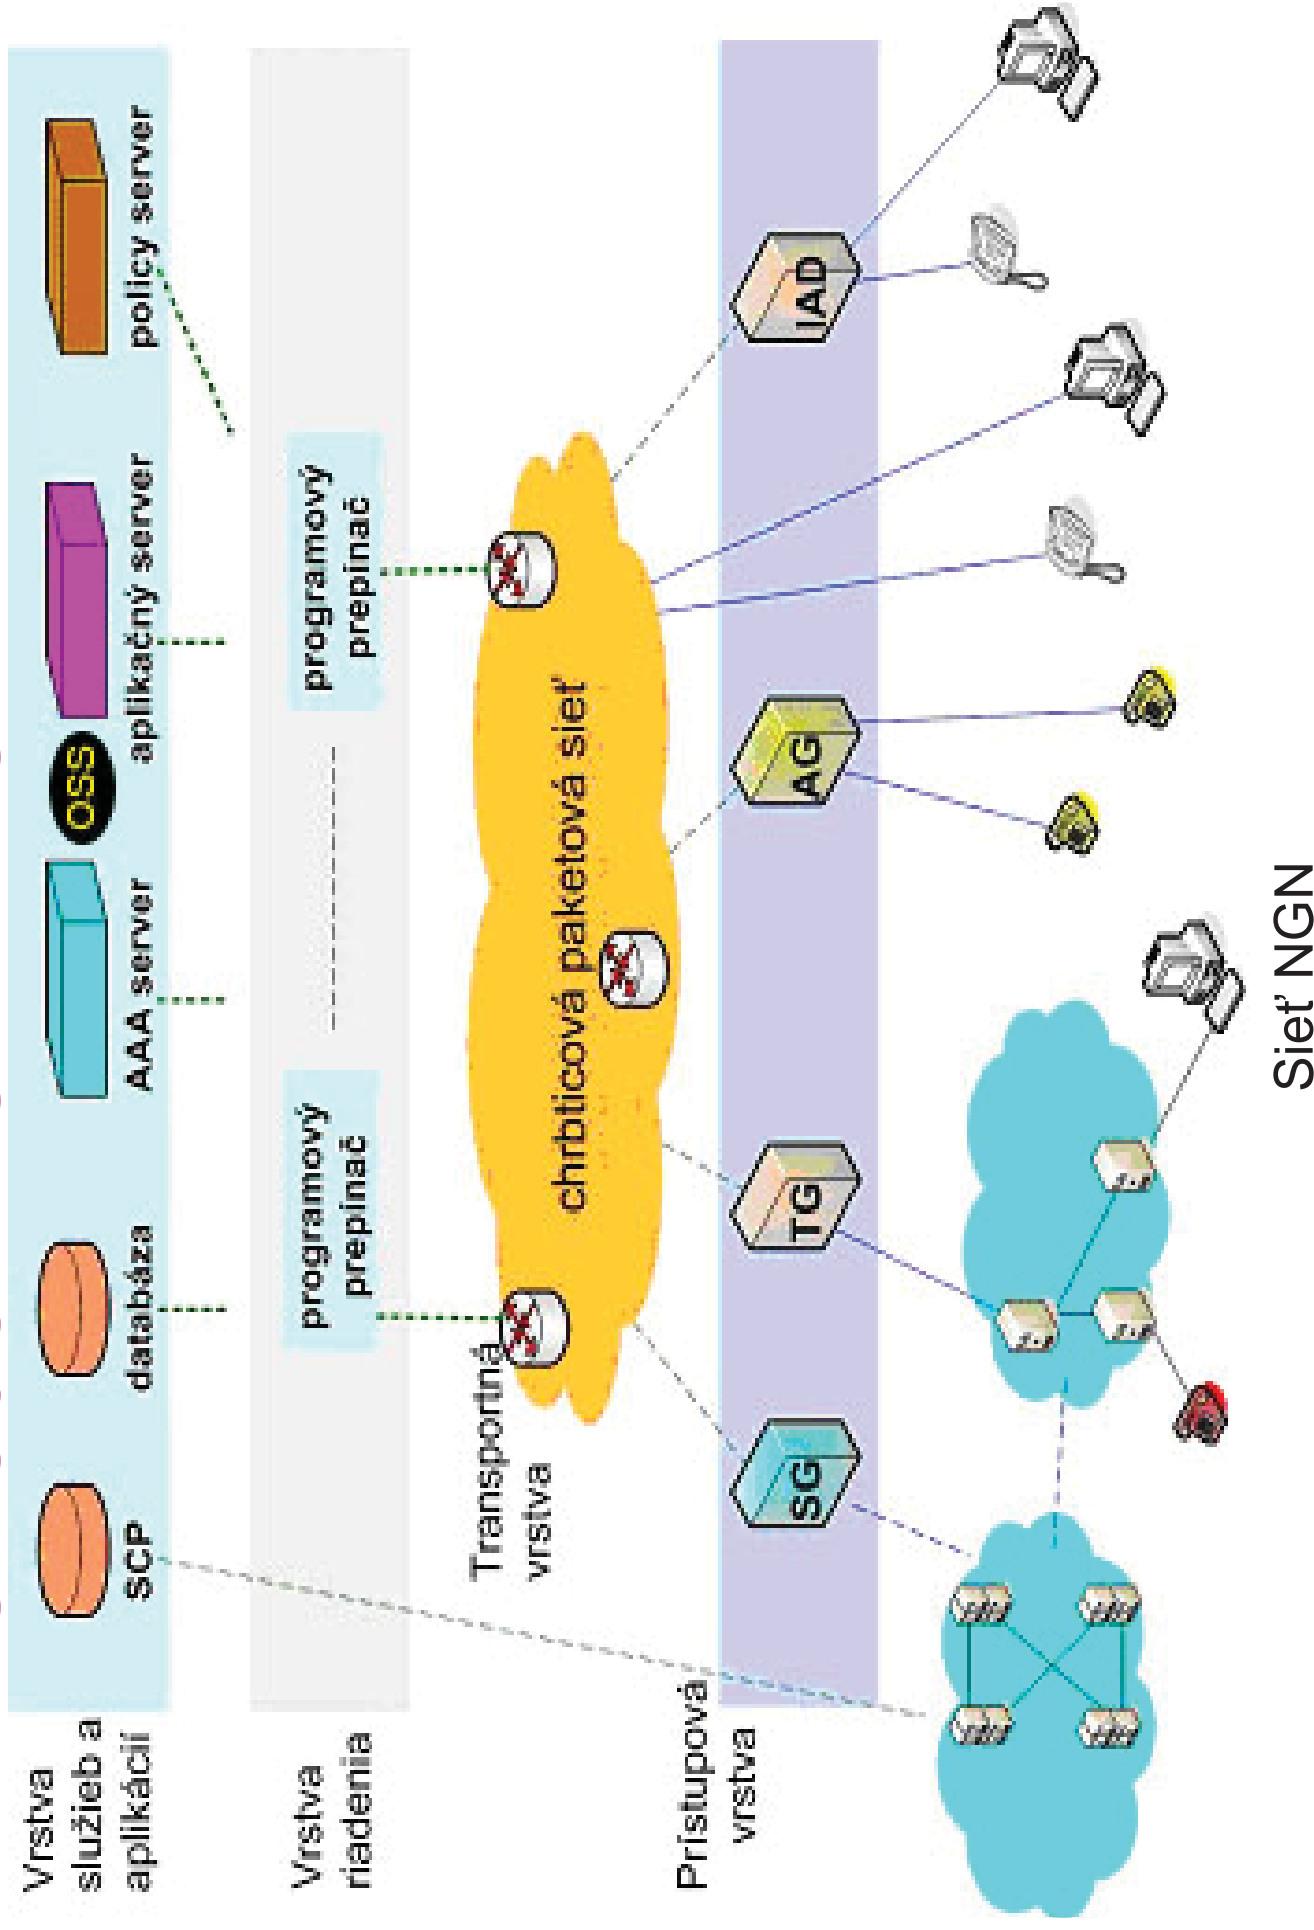 Vrstva
služieb a
aplikácií
SCP
databáza
AAA server
OSS
aplikačný server
policy server
Vrstva
riadenia
programový
prepínač
programový
prepínač
Transportná
vrstva
chrbticová paketová sieť
Prístupová
vrstva
SG
TG
AG
IAD
Sieť NGN